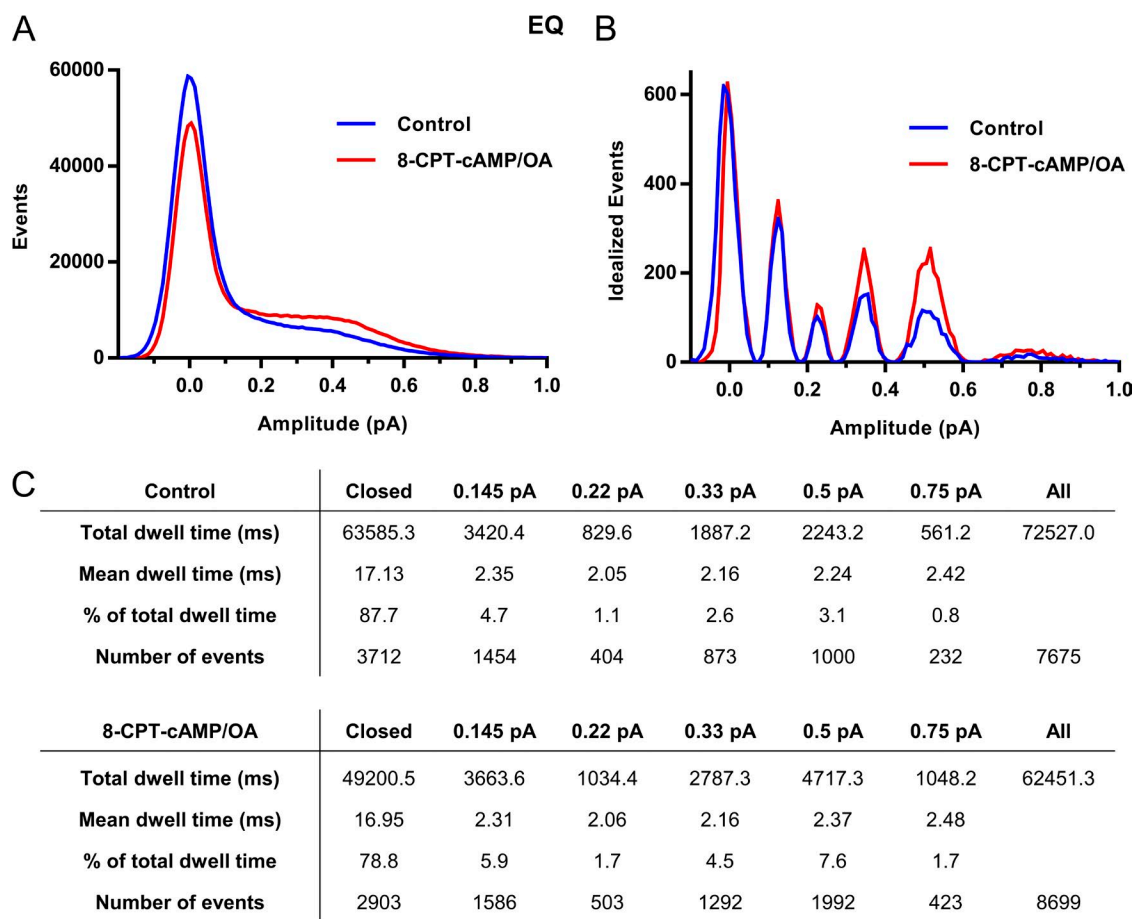 A
EQ
B
60000
40000
20000
0
Events
Control
8-CPT-cAMP/OA
0.0 0.2 0.4 0.6 0.8 1.0
Amplitude (pA)
600
400
200
0
Idealized Events
Control
8-CPT-cAMP/OA
0.0 0.2 0.4 0.6 0.8 1.0
Amplitude (pA)
C
Control Closed 0.145 pA 0.22 pA 0.33 pA 0.5 pA 0.75 pA All
Total dwell time (ms) 63585.3 3420.4 829.6 1887.2 2243.2 561.2 72527.0
Mean dwell time (ms) 17.13 2.35 2.05 2.16 2.24 2.42
% of total dwell time 87.7 4.7 1.1 2.6 3.1 0.8
Number of events 3712 1454 404 873 1000 232 7675
8-CPT-cAMP/OA Closed 0.145 pA 0.22 pA 0.33 pA 0.5 pA 0.75 pA All
Total dwell time (ms) 49200.5 3663.6 1034.4 2787.3 4717.3 1048.2 62451.3
Mean dwell time (ms) 16.95 2.31 2.06 2.16 2.37 2.48
% of total dwell time 78.8 5.9 1.7 4.5 7.6 1.7
Number of events 2903 1586 503 1292 1992 423 8699